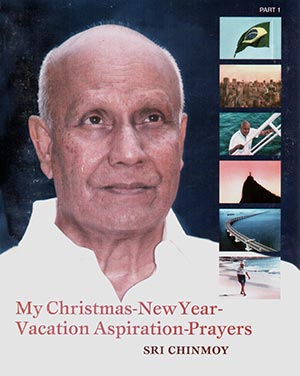 PART 1
My Christmas-New Year-
Vacation Aspiration-Prayers
SRI CHINMOY